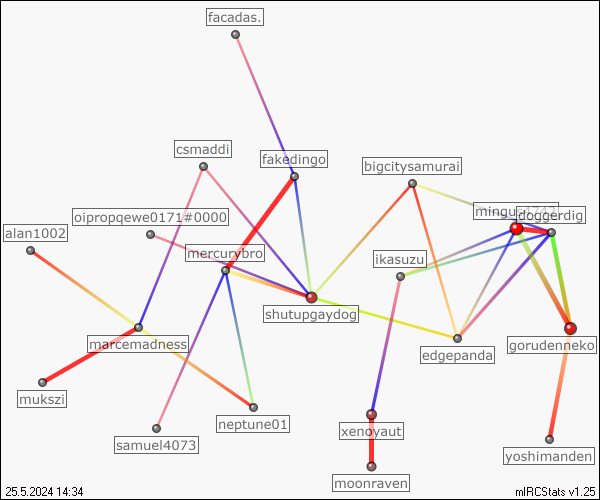 facadas.
csmaddi
fakedingo
bigcitysamurai
oipropqewe0171#0000
doggerdig
alan1002
mercurybro
ikasuzu
shutupgaydog
marcemadness
edgepanda
gorudenneko
mukszi
neptune01
xenoyaut
samuel4073
yoshimanden
moonraven
25.5.2024 14:34
mIRCStats v1.25